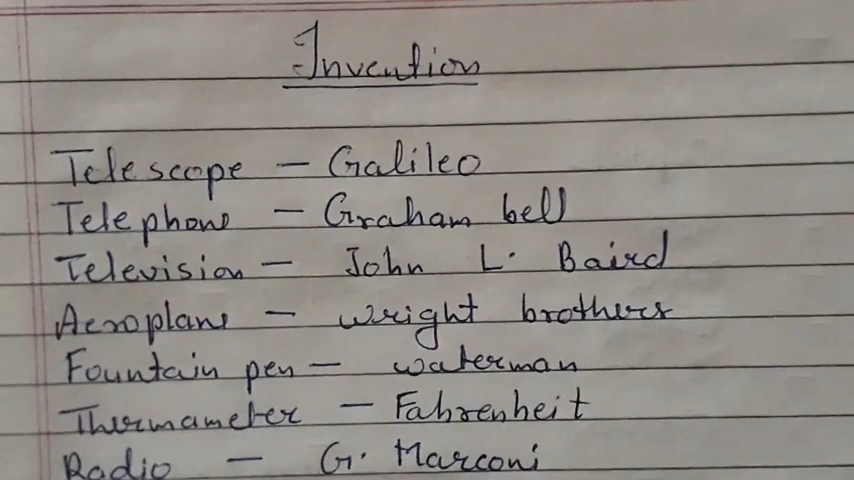 Invention
Telescope - Galileo
Telephone - Graham bell
Television - John L. Baird
Aeroplane - wright brothers
Fountain pen - waterman
Thermameter - Fahrenheit
Radio - G. Marconi